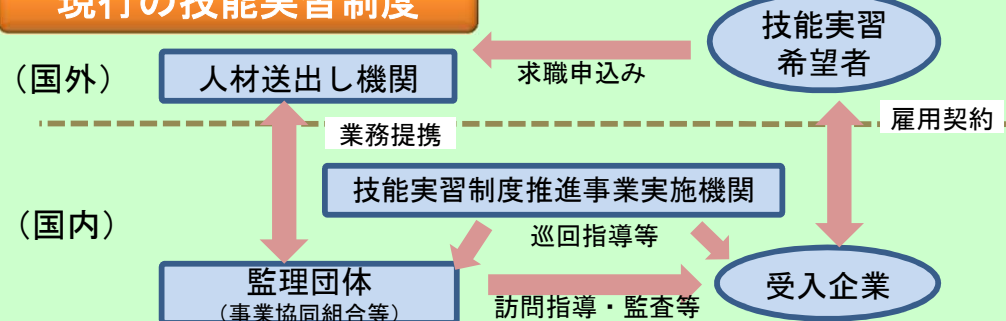 現行の技能実習制度
技能実習
希望者
(国外)
人材送出し機関
求職申込み
雇用契約
業務提携
技能実習制度推進事業実施機関
(国内)
巡回指導等
監理団体
(事業協同組合等)
受入企業
訪問指導・監査等